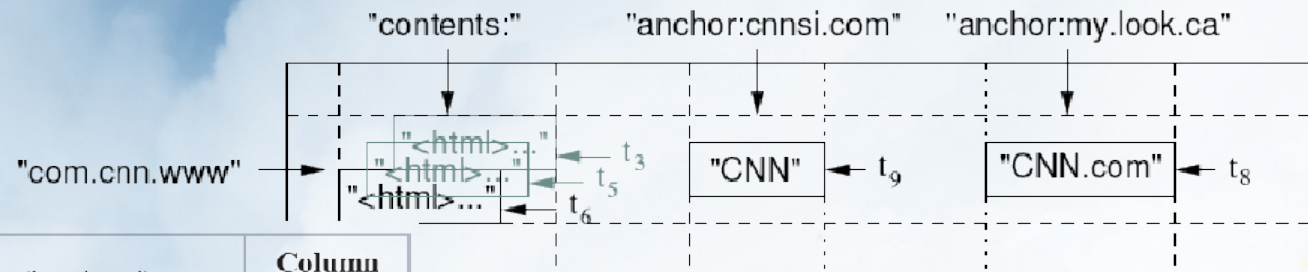 "contents:" "anchor:cnnsi.com" "anchor:my.look.ca"
"<html>..." t3
"com.cnn.www" "<html>..." t5 "CNN" t9 "CNN.com" t8
"<html>..." t6
Column